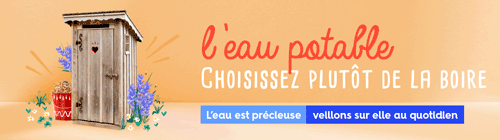 l'eau potable
CHOISISSEZ PLUTÔT DE LA BOIRE
L'eau est précieuse veillons sur elle au quotidien